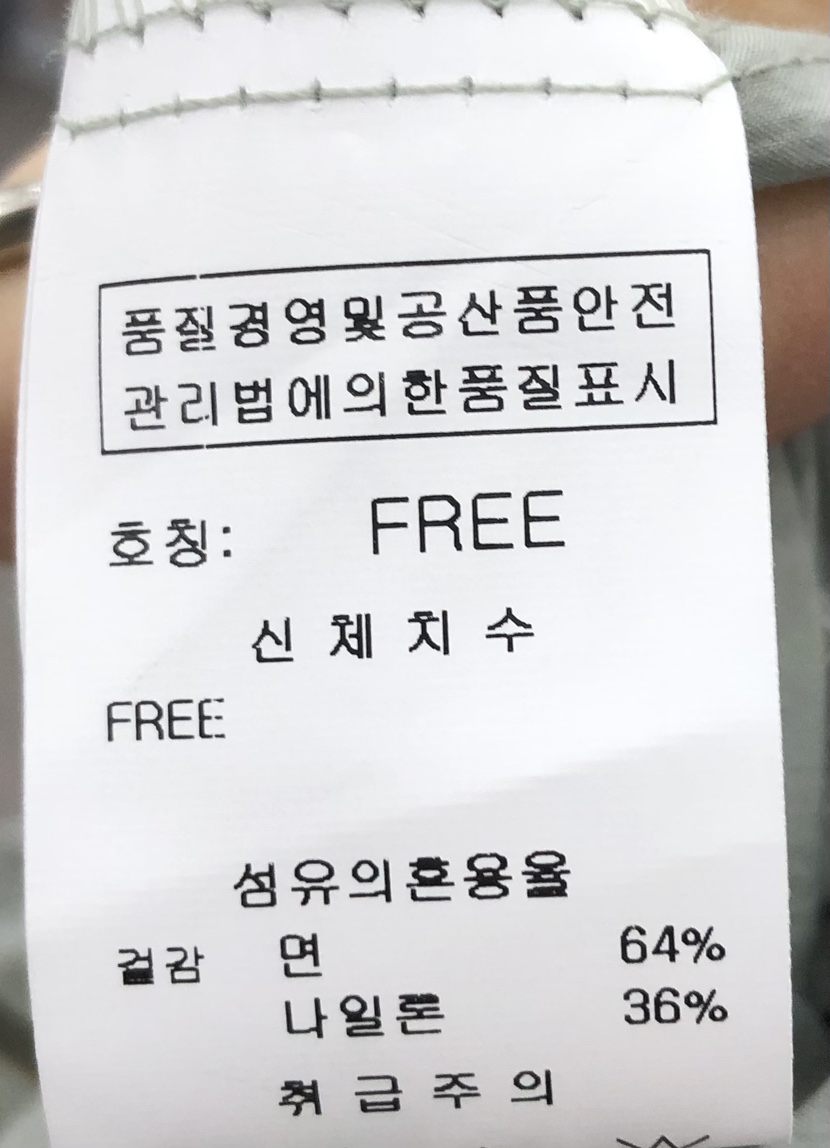 품질경영및공산품안전
관리법에의한품질표시
호칭: FREE
신 체 치 수
FREE
섬유의혼용율
겉감 면 64%
나일론 36%
취 급 주 의